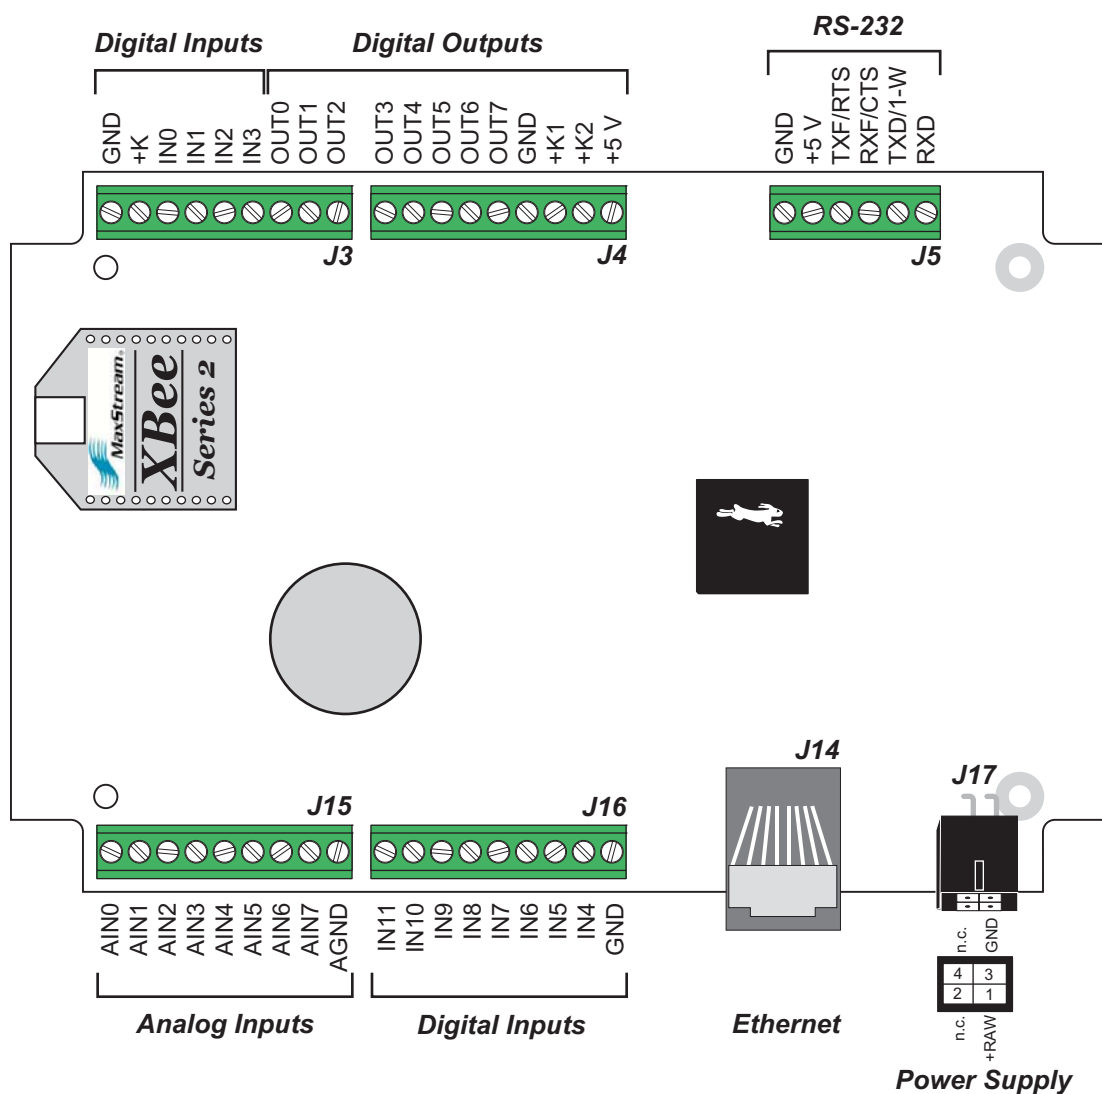 Digital Inputs
Digital Outputs
RS-232
GND
+K
IN0
IN1
IN2
IN3
OUT0
OUT1
OUT2
OUT3
OUT4
OUT5
OUT6
OUT7
GND
+K1
+K2
+5 V
GND
+5 V
TXF/RTS
RXF/CTS
TXD/1-W
RXD
J3
J4
J5
MaxStream®
XBee
Series 2
J14
J17
J15
J16
AIN0
AIN1
AIN2
AIN3
AIN4
AIN5
AIN6
AIN7
AGND
IN11
IN10
IN9
IN8
IN7
IN6
IN5
IN4
GND
n.c.
GND
4 3
2 1
n.c.
+RAW
Analog Inputs
Digital Inputs
Ethernet
Power Supply